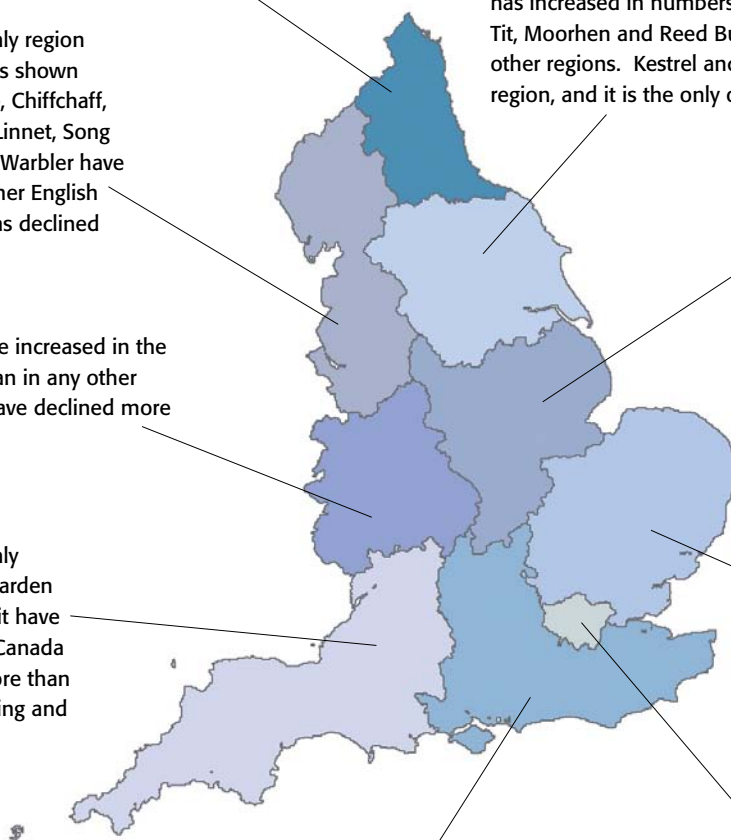 has increased in numbers
Tit, Moorhen and Reed Bu
other regions. Kestrel and
region, and it is the only o
ly region
s shown
, Chiffchaff,
Linnet, Song
Warbler have
her English
as declined
e increased in the
an in any other
ave declined more
nly
arden
it have
Canada
ore than
ing and